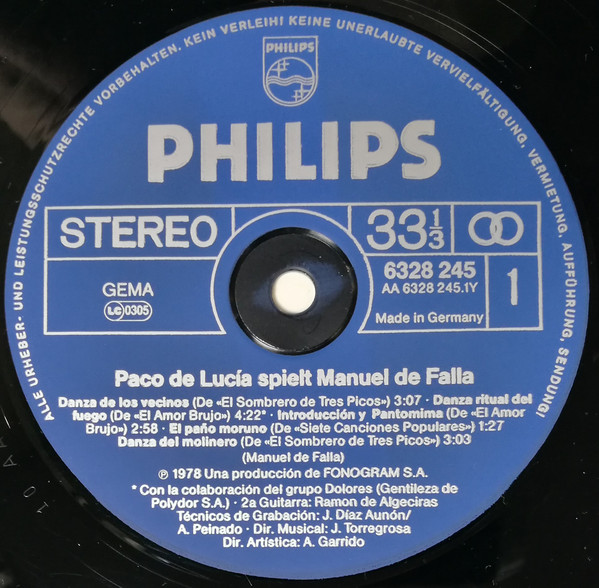 ALLE URHEBER- UND LEISTUNGSSCHUTZRECHTE VORBEHALTEN. KEIN VERLEIH! KEINE UNERLAUBTE VERVIELFÄLTIGUNG, VERMIETUNG, AUFFÜHRUNG, SENDUNG!
PHILIPS
PHILIPS
STEREO
33 1/3
GEMA
LC 0305
6328 245
AA 6328 245.1Y
Made in Germany
1
Paco de Lucía spielt Manuel de Falla
Danza de los vecinos (De «El Sombrero de Tres Picos») 3:07 · Danza ritual del
fuego (De «El Amor Brujo») 4:22* · Introducción y Pantomima (De «El Amor
Brujo») 2:58 · El paño moruno (De «Siete Canciones Populares») 1:27
Danza del molinero (De «El Sombrero de Tres Picos») 3:03
(Manuel de Falla)
℗ 1978 Una producción de FONOGRAM S.A.
* Con la colaboración del grupo Dolores (Gentileza de
Polydor S.A.) · 2a Guitarra: Ramon de Algeciras
Técnicos de Grabación: J. Díaz Aunón/
A. Peinado · Dir. Musical: J. Torregrosa
Dir. Artística: A. Garrido